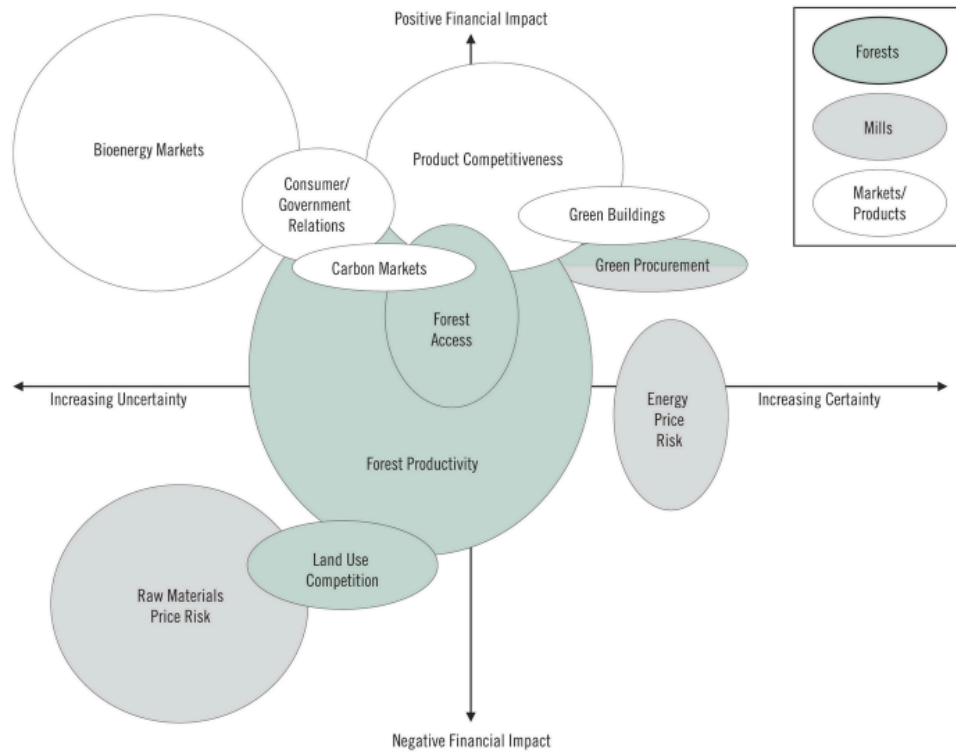 Positive Financial Impact
Forests
Mills
Markets/
Products
Bioenergy Markets
Product Competitiveness
Consumer/
Government
Relations
Green Buildings
Carbon Markets
Green Procurement
Forest
Access
Increasing Uncertainty
Increasing Certainty
Energy
Price
Risk
Forest Productivity
Land Use
Competition
Raw Materials
Price Risk
Negative Financial Impact